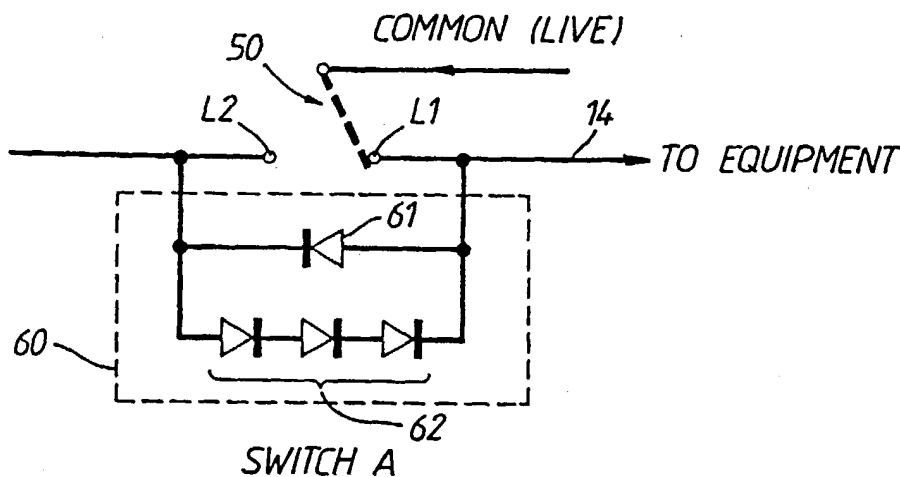 COMMON (LIVE)
50
L2
L1
14
TO EQUIPMENT
61
60
62
SWITCH A